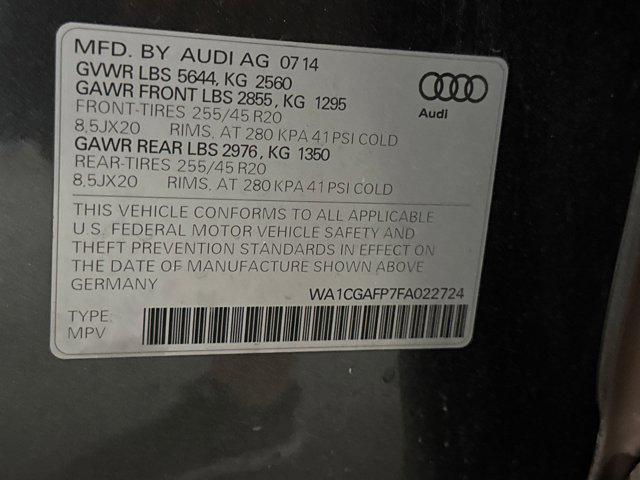 MFD. BY AUDI AG 07 14
GVWR LBS 5644, KG 2560
GAWR FRONT LBS 2855, KG 1295
FRONT-TIRES 255/45 R20
8,5JX20 RIMS, AT 280 KPA 41 PSI COLD
GAWR REAR LBS 2976, KG 1350
REAR-TIRES 255/45 R20
8,5JX20 RIMS, AT 280 KPA 41 PSI COLD
Audi
THIS VEHICLE CONFORMS TO ALL APPLICABLE
U.S. FEDERAL MOTOR VEHICLE SAFETY AND
THEFT PREVENTION STANDARDS IN EFFECT ON
THE DATE OF MANUFACTURE SHOWN ABOVE
GERMANY
WA1CGAFP7FA022724
TYPE
MPV